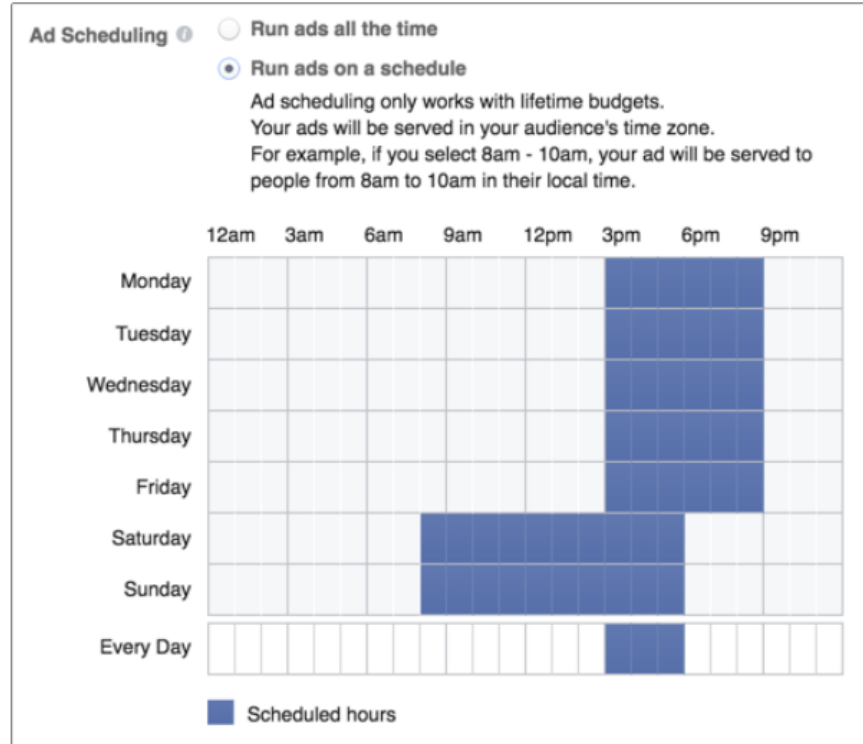 Ad Scheduling
Run ads all the time
Run ads on a schedule
Ad scheduling only works with lifetime budgets.
Your ads will be served in your audience's time zone.
For example, if you select 8am - 10am, your ad will be served to
people from 8am to 10am in their local time.
12am 3am 6am 9am 12pm 3pm 6pm 9pm
Monday
Tuesday
Wednesday
Thursday
Friday
Saturday
Sunday
Every Day
Scheduled hours